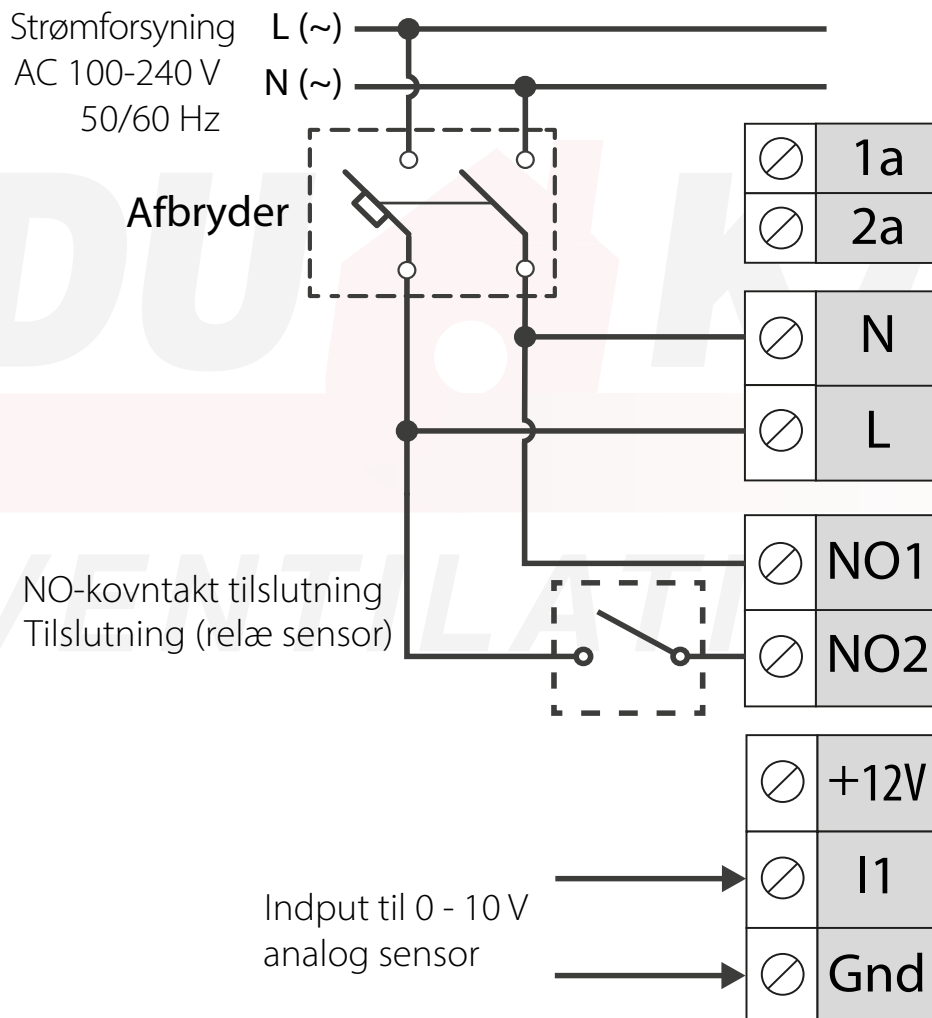 Strømforsyning L (~)
AC 100-240 V N (~)
50/60 Hz
Afbryder
1a
2a
N
L
NO-kovntakt tilslutning
Tilslutning (relæ sensor)
NO1
NO2
+12V
I1
Gnd
Indput til 0 - 10 V
analog sensor